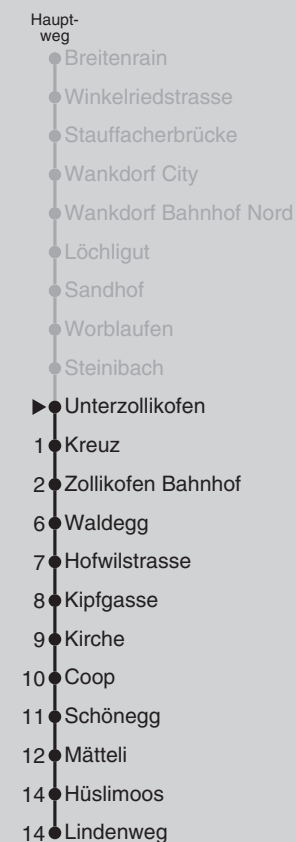 Haupt-
weg
Breitenrain
Winkelriedstrasse
Stauffacherbrücke
Wankdorf City
Wankdorf Bahnhof Nord
Löchligut
Sandhof
Worblaufen
Steinibach
Unterzollikofen
1 Kreuz
2 Zollikofen Bahnhof
6 Waldegg
7 Hofwilstrasse
8 Kipfgasse
9 Kirche
10 Coop
11 Schönegg
12 Mätteli
14 Hüslimoos
14 Lindenweg